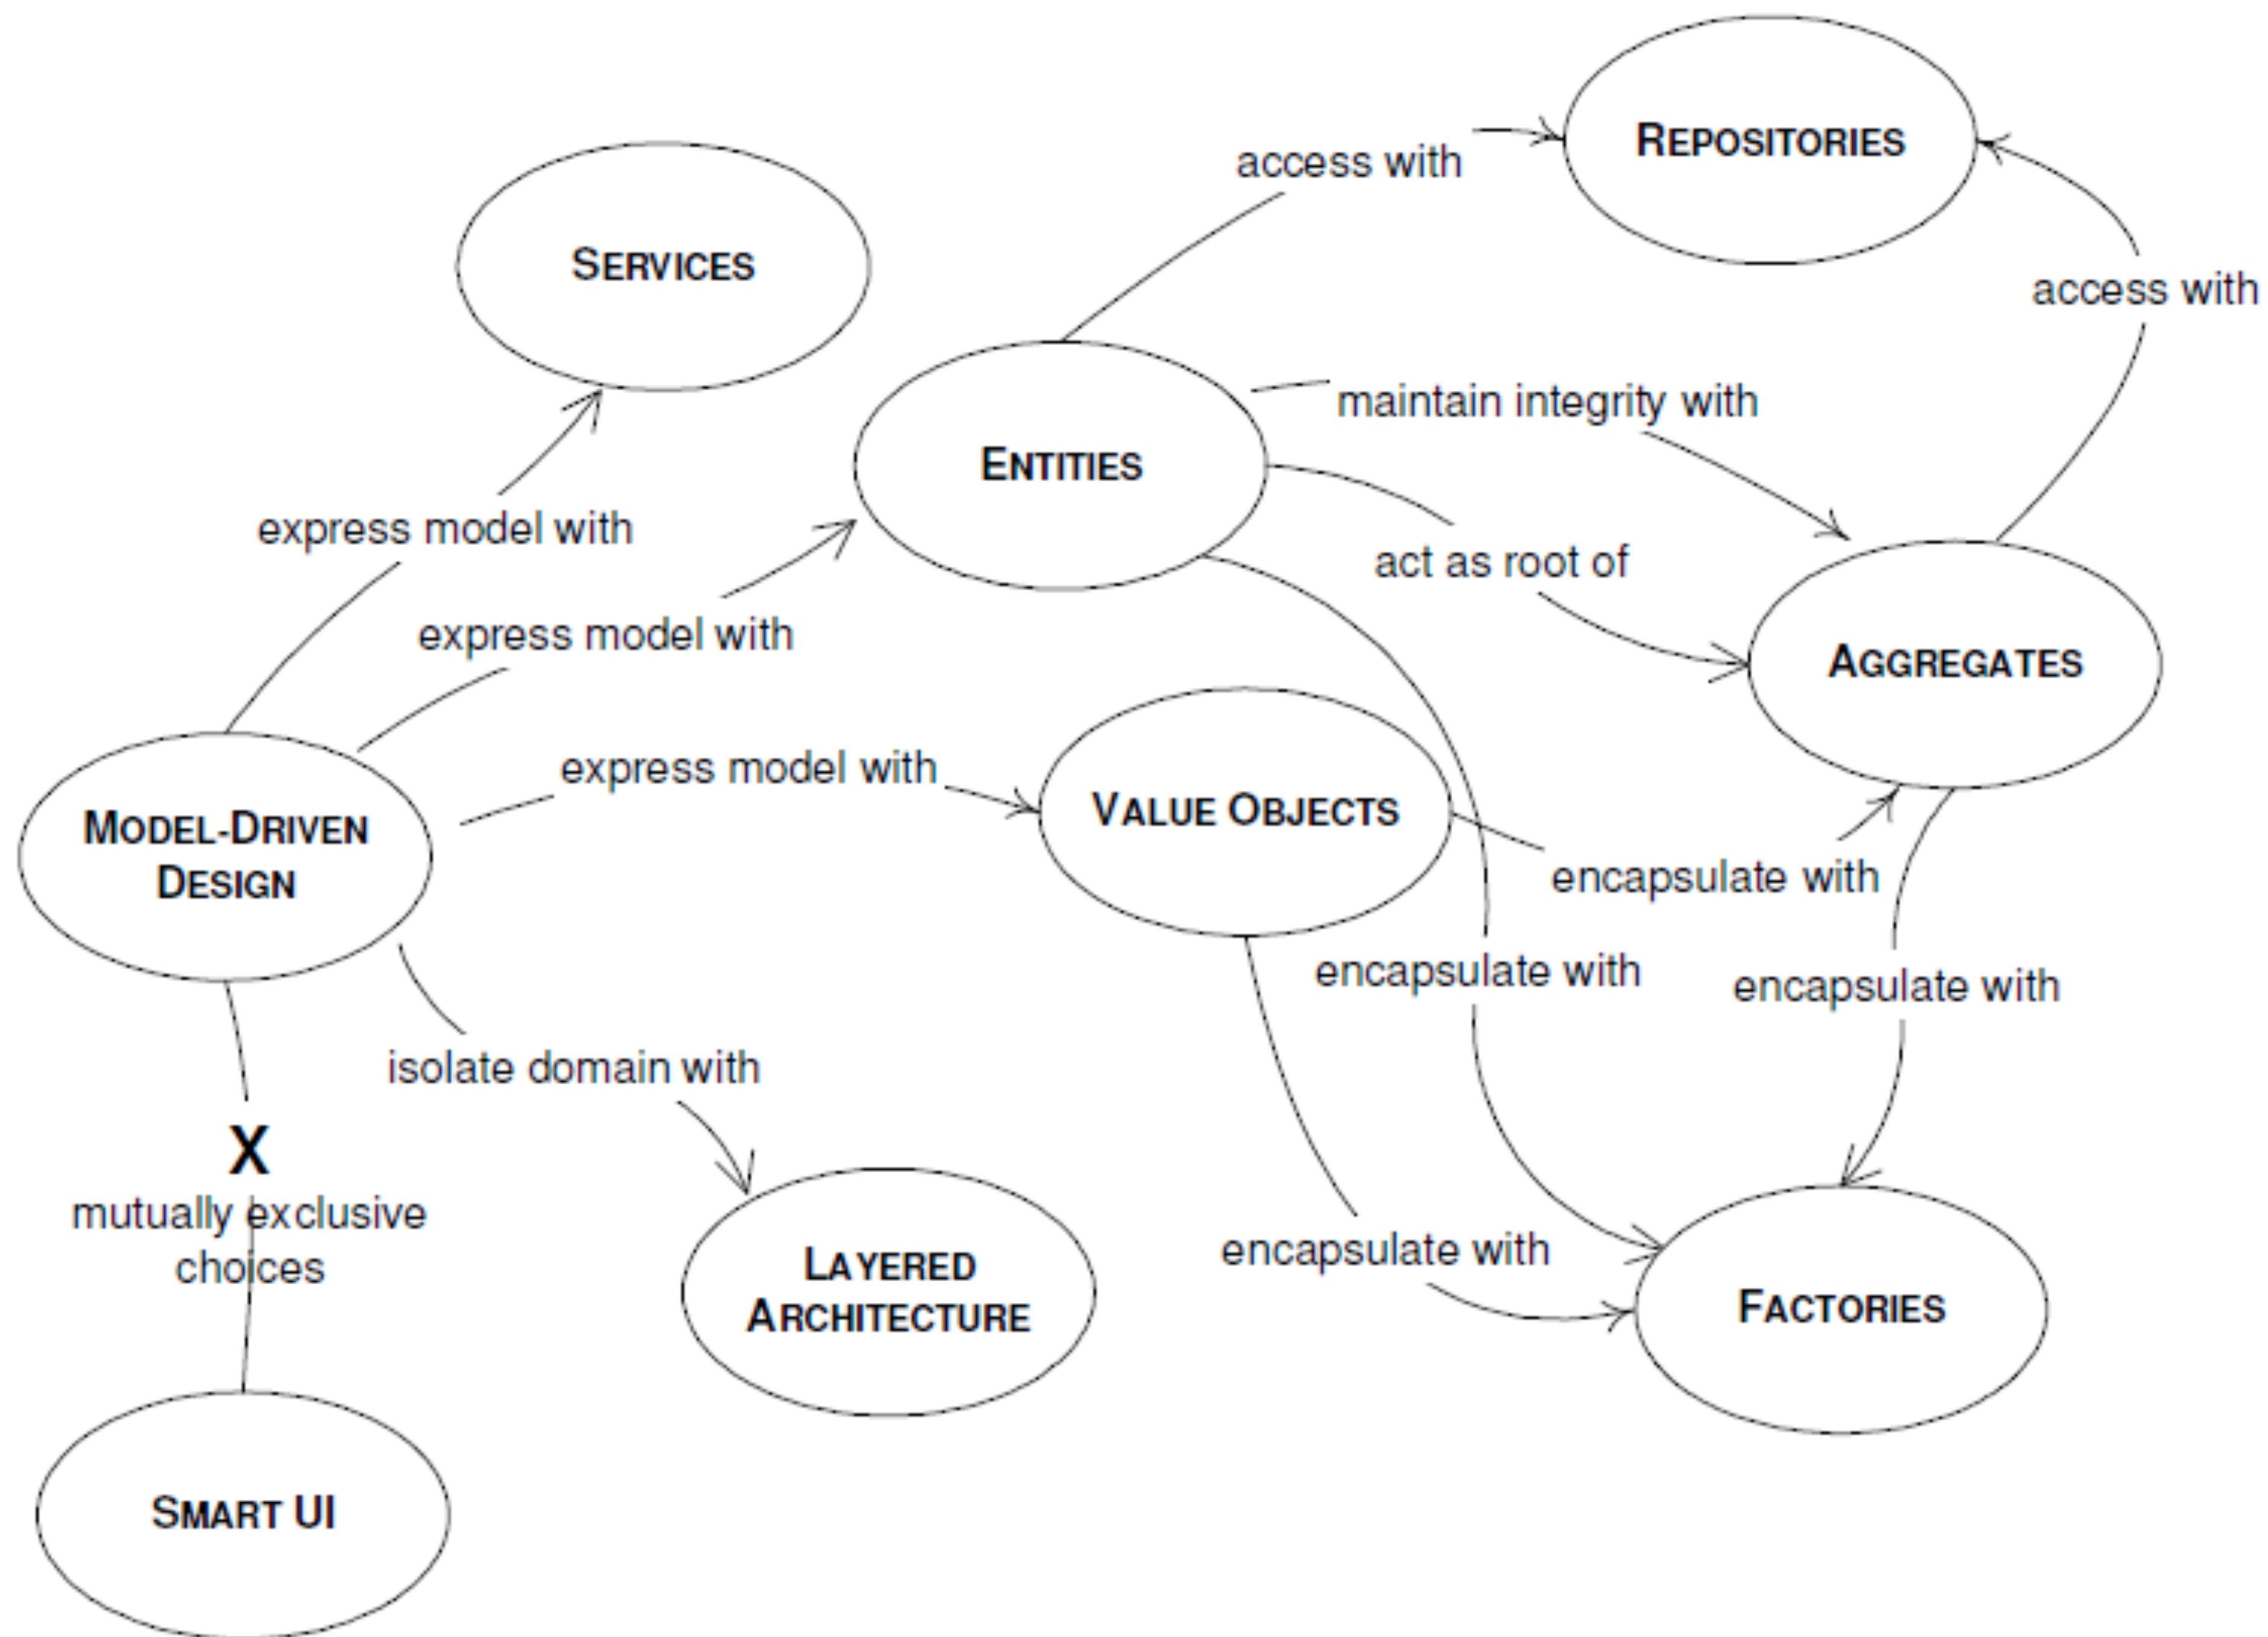 REPOSITORIES
access with
SERVICES
access with
maintain integrity with
ENTITIES
express model with
act as root of
express model with
AGGREGATES
express model with
VALUE OBJECTS
MODEL-DRIVEN
DESIGN
encapsulate with
encapsulate with
encapsulate with
isolate domain with
X
mutually exclusive
choices
encapsulate with
LAYERED
ARCHITECTURE
FACTORIES
SMART UI